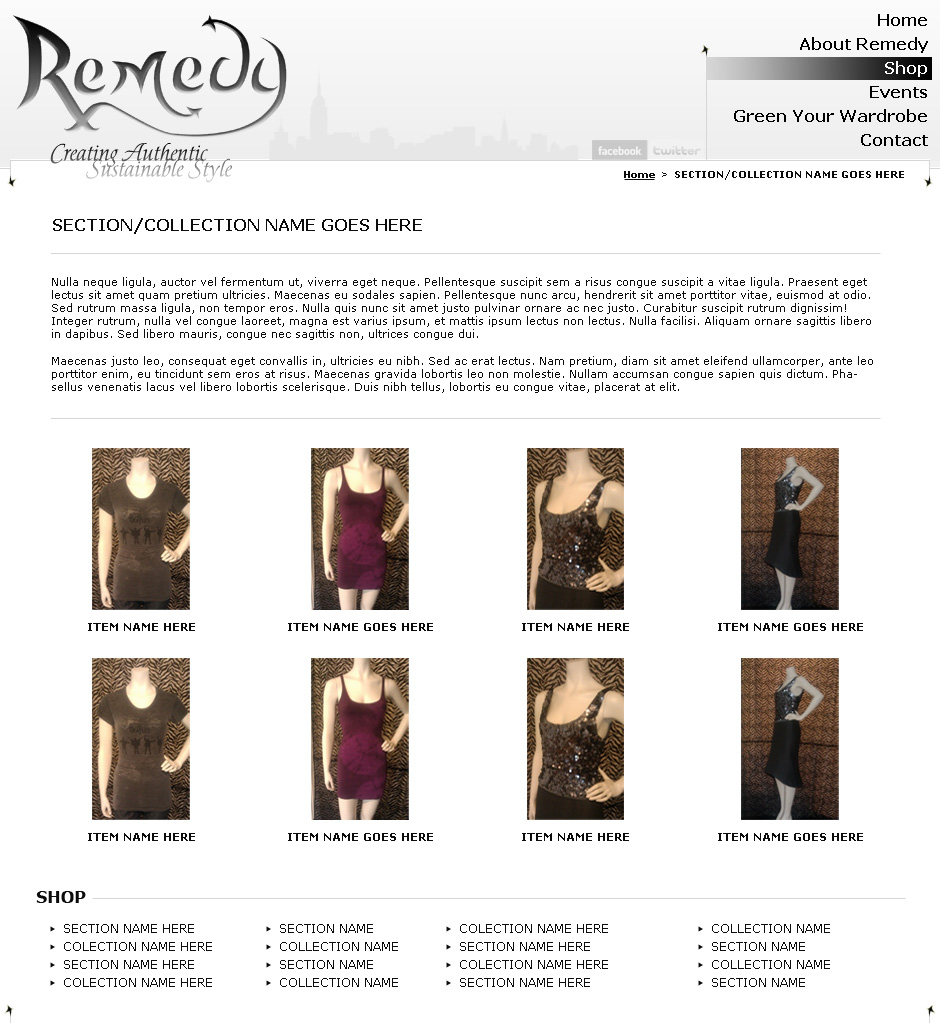 Remedy
Creating Authentic
Sustainable Style
Home
About Remedy
Shop
Events
Green Your Wardrobe
Contact
facebook twitter
Home > SECTION/COLLECTION NAME GOES HERE
SECTION/COLLECTION NAME GOES HERE
Nulla neque ligula, auctor vel fermentum ut, viverra eget neque. Pellentesque suscipit sem a risus congue suscipit a vitae ligula. Praesent eget
lectus sit amet quam pretium ultricies. Maecenas eu sodales sapien. Pellentesque nunc arcu, hendrerit sit amet porttitor vitae, euismod at odio.
Sed rutrum massa ligula, non tempor eros. Nulla quis nunc sit amet justo pulvinar ornare ac nec justo. Curabitur suscipit rutrum dignissim!
Integer rutrum, nulla vel congue laoreet, magna est varius ipsum, et mattis ipsum lectus non lectus. Nulla facilisi. Aliquam ornare sagittis libero
in dapibus. Sed libero mauris, congue nec sagittis non, ultrices congue dui.
Maecenas justo leo, consequat eget convallis in, ultricies eu nibh. Sed ac erat lectus. Nam pretium, diam sit amet eleifend ullamcorper, ante leo
porttitor enim, eu tincidunt sem eros at risus. Maecenas gravida lobortis leo non molestie. Nullam accumsan congue sapien quis dictum. Pha-
sellus venenatis lacus vel libero lobortis scelerisque. Duis nibh tellus, lobortis eu congue vitae, placerat at elit.
ITEM NAME HERE ITEM NAME GOES HERE ITEM NAME HERE ITEM NAME GOES HERE
ITEM NAME HERE ITEM NAME GOES HERE ITEM NAME HERE ITEM NAME GOES HERE
SHOP
SECTION NAME HERE SECTION NAME COLECTION NAME HERE COLLECTION NAME
COLECTION NAME HERE COLLECTION NAME SECTION NAME HERE SECTION NAME
SECTION NAME HERE SECTION NAME COLECTION NAME HERE COLLECTION NAME
COLECTION NAME HERE COLLECTION NAME SECTION NAME HERE SECTION NAME